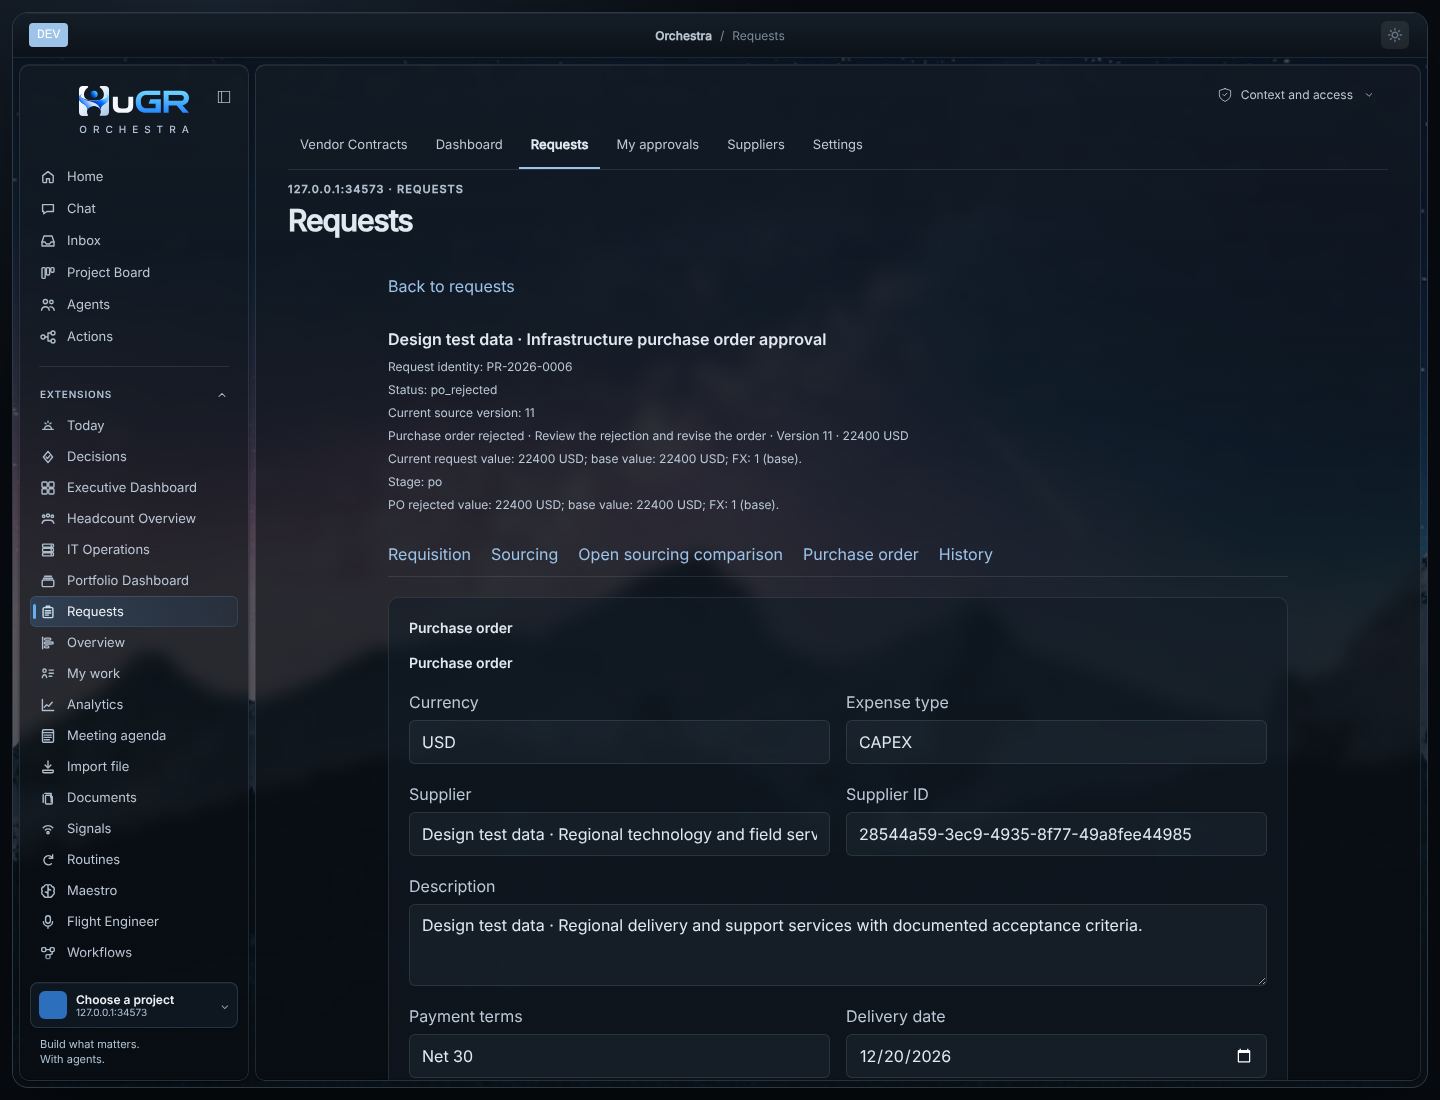 DEV
Orchestra / Requests
HuGR
ORCHESTRA
Context and access
Home
Chat
Inbox
Project Board
Agents
Actions
EXTENSIONS
Today
Decisions
Executive Dashboard
Headcount Overview
IT Operations
Portfolio Dashboard
Requests
Overview
My work
Analytics
Meeting agenda
Import file
Documents
Signals
Routines
Maestro
Flight Engineer
Workflows
Choose a project
127.0.0.1:34573
Build what matters.
With agents.
Vendor Contracts Dashboard Requests My approvals Suppliers Settings
127.0.0.1:34573 · REQUESTS
Requests
Back to requests
Design test data · Infrastructure purchase order approval
Request identity: PR-2026-0006
Status: po_rejected
Current source version: 11
Purchase order rejected · Review the rejection and revise the order · Version 11 · 22400 USD
Current request value: 22400 USD; base value: 22400 USD; FX: 1 (base).
Stage: po
PO rejected value: 22400 USD; base value: 22400 USD; FX: 1 (base).
Requisition Sourcing Open sourcing comparison Purchase order History
Purchase order
Purchase order
Currency Expense type
USD CAPEX
Supplier Supplier ID
Design test data · Regional technology and field serv 28544a59-3ec9-4935-8f77-49a8fee44985
Description
Design test data · Regional delivery and support services with documented acceptance criteria.
Payment terms Delivery date
Net 30 12/20/2026